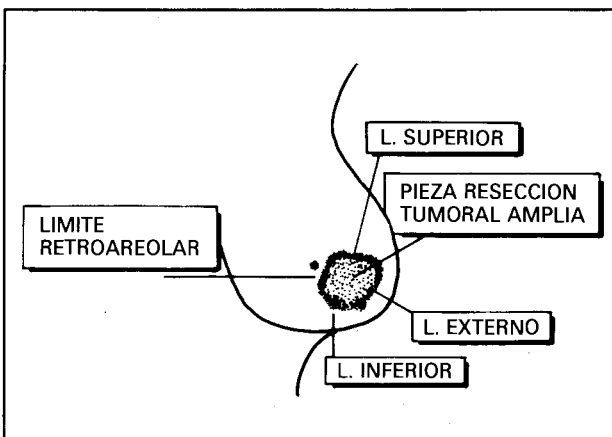 L. SUPERIOR
PIEZA RESECCION
TUMORAL AMPLIA
LIMITE
RETROAREOLAR
L. EXTERNO
L. INFERIOR